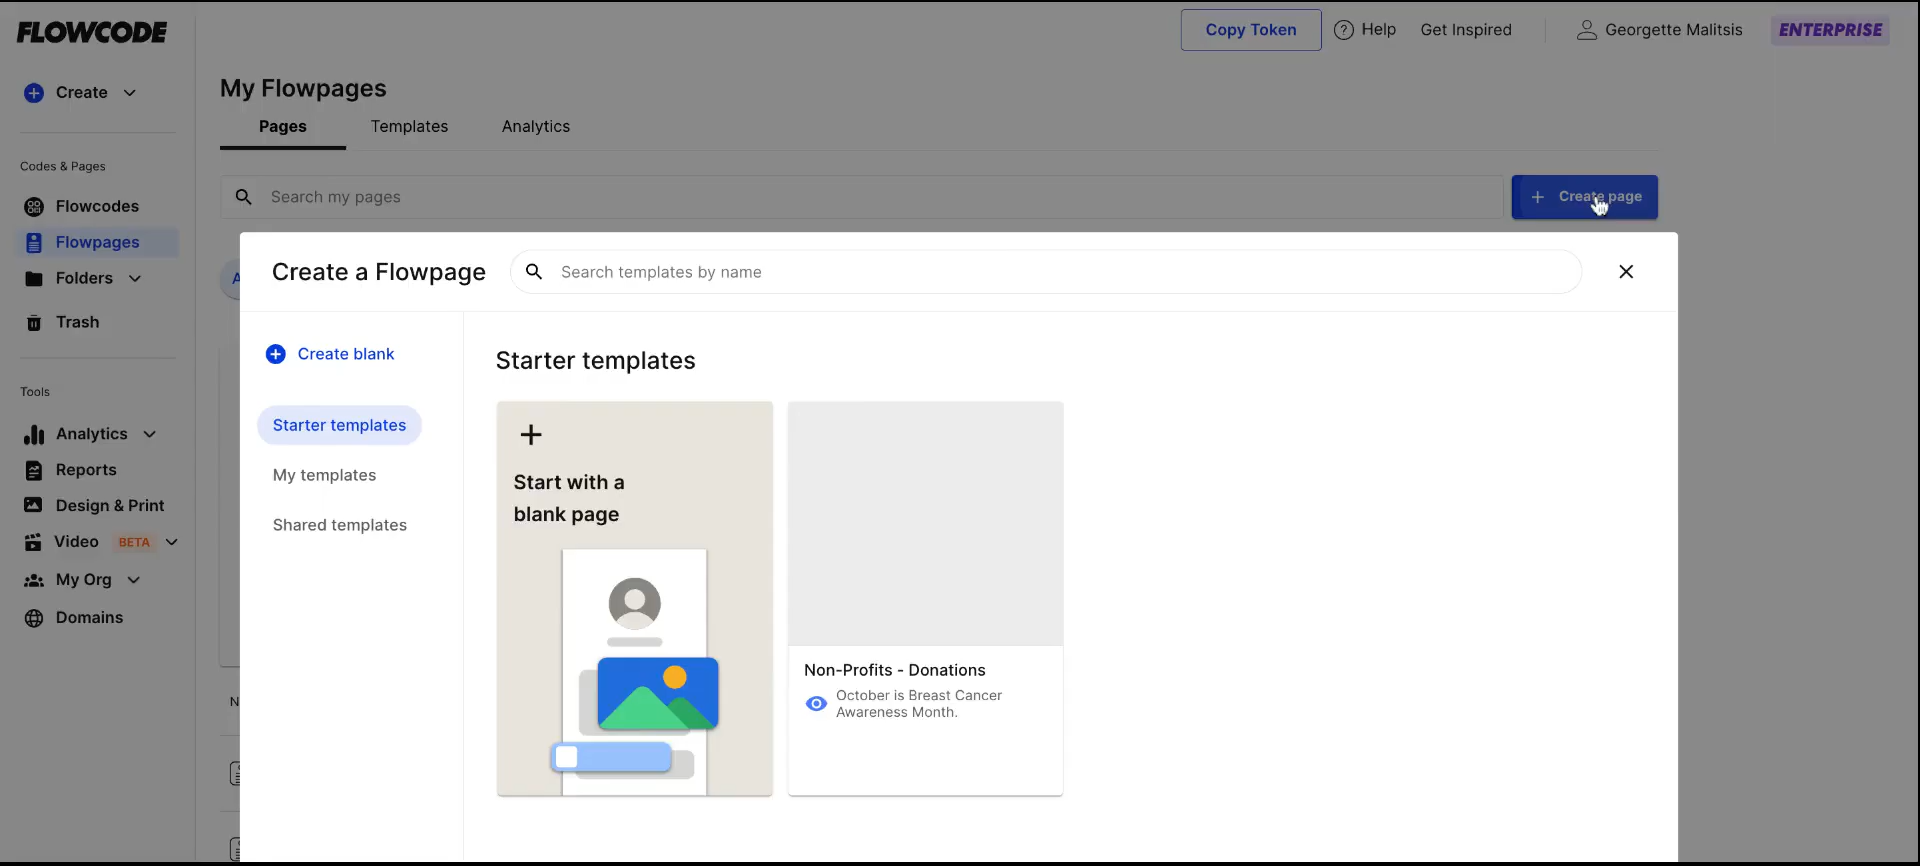 FLOWCODE
Copy Token
Help
Get Inspired
Georgette Malitsis
ENTERPRISE
Create
Codes & Pages
Flowcodes
Flowpages
Folders
Trash
Tools
Analytics
Reports
Design & Print
Video BETA
My Org
Domains
My Flowpages
Pages
Templates
Analytics
Search my pages
+ Create page
A
N
Create a Flowpage
Search templates by name
Create blank
Starter templates
My templates
Shared templates
Starter templates
Start with a
blank page
Non-Profits - Donations
October is Breast Cancer
Awareness Month.